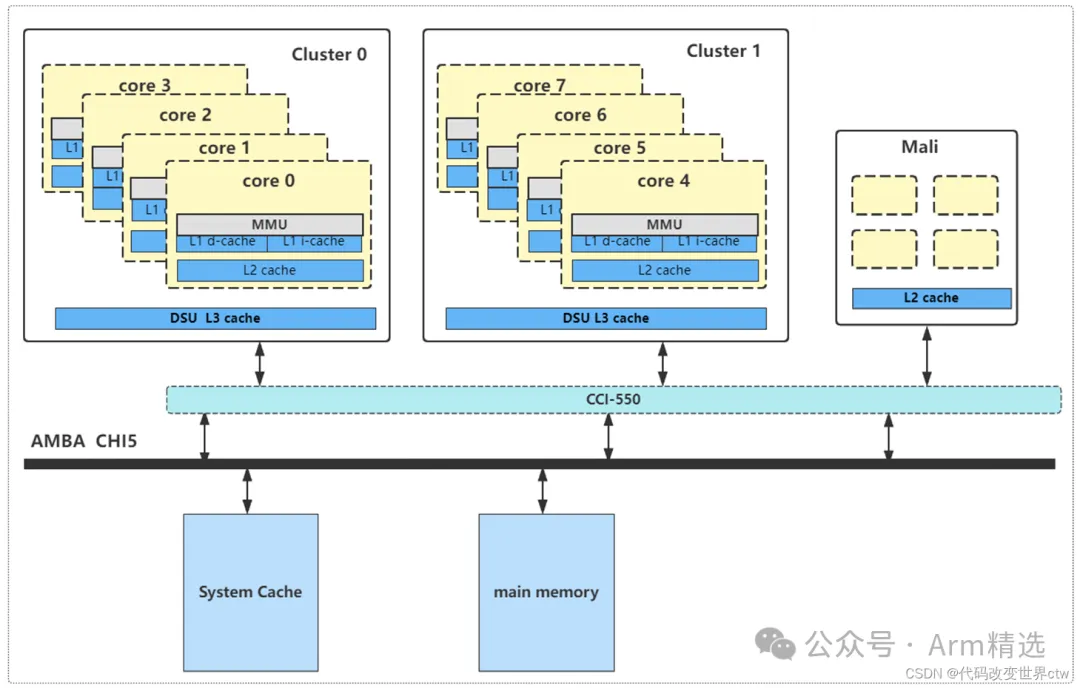 Cluster 0
core 3
core 2
core 1
core 0
L1
L1
L1
MMU
L1 d-cache
L1 i-cache
L2 cache
DSU L3 cache
Cluster 1
core 7
core 6
core 5
core 4
L1
L1
L1
MMU
L1 d-cache
L1 i-cache
L2 cache
DSU L3 cache
Mali
L2 cache
CCI-550
AMBA CHI5
System Cache
main memory
公众号 · Arm精选
CSDN @代码改变世界ctw